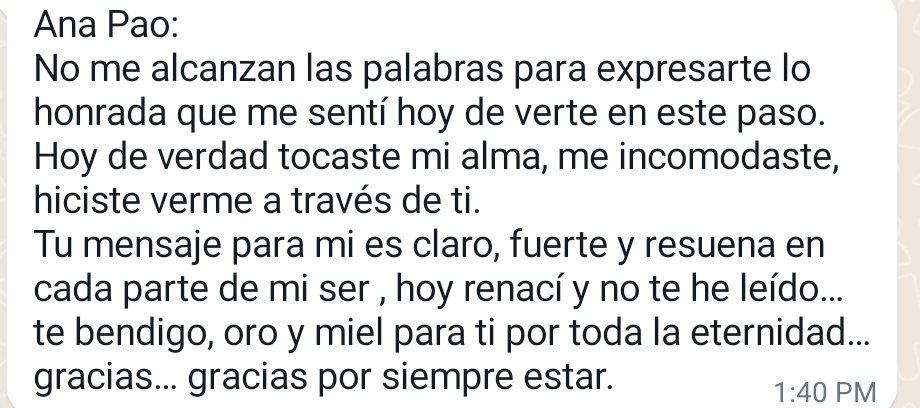 Ana Pao:
No me alcanzan las palabras para expresarte lo
honrada que me sentí hoy de verte en este paso.
Hoy de verdad tocaste mi alma, me incomodaste,
hiciste verme a través de ti.
Tu mensaje para mi es claro, fuerte y resuena en
cada parte de mi ser , hoy renací y no te he leído...
te bendigo, oro y miel para ti por toda la eternidad...
gracias... gracias por siempre estar.
1:40 PM